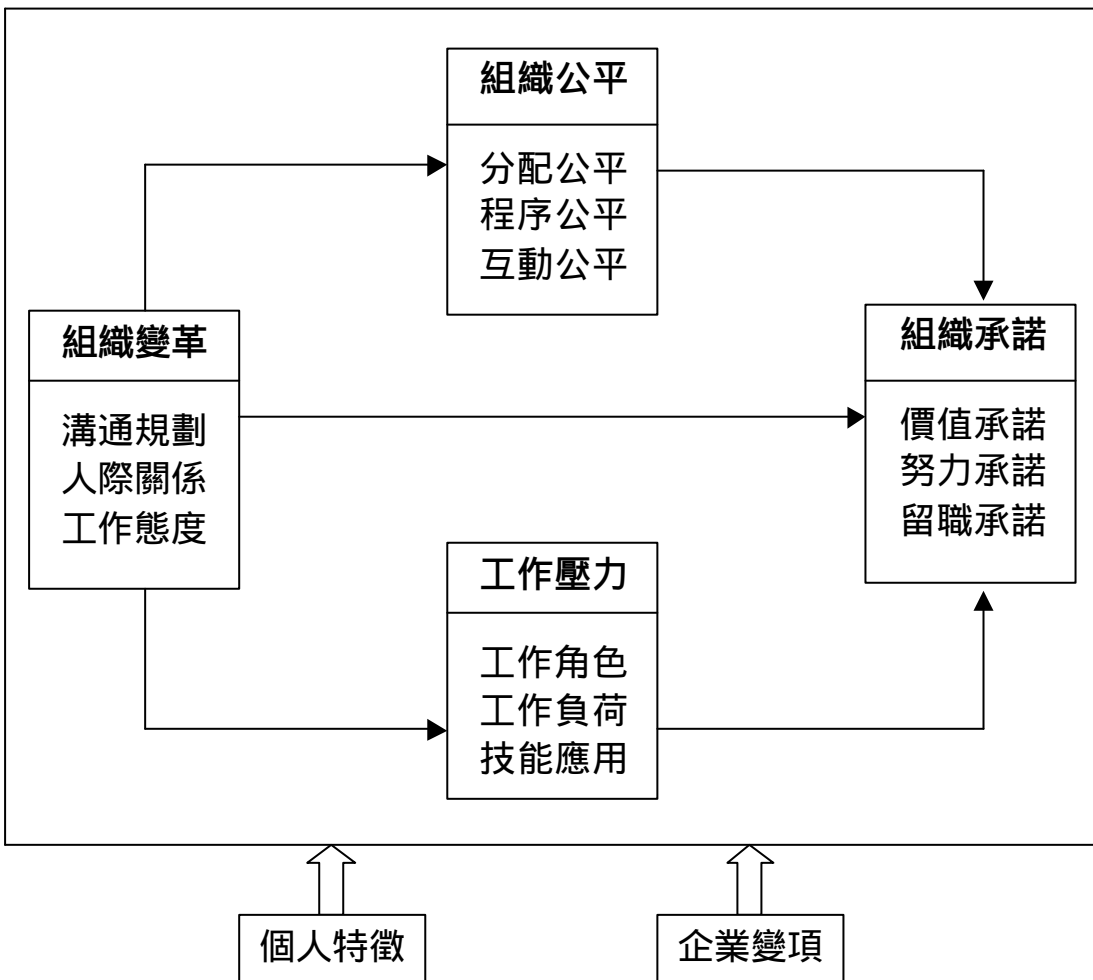 組織公平
分配公平
程序公平
互動公平
組織變革
溝通規劃
人際關係
工作態度
組織承諾
價值承諾
努力承諾
留職承諾
工作壓力
工作角色
工作負荷
技能應用
個人特徵
企業變項